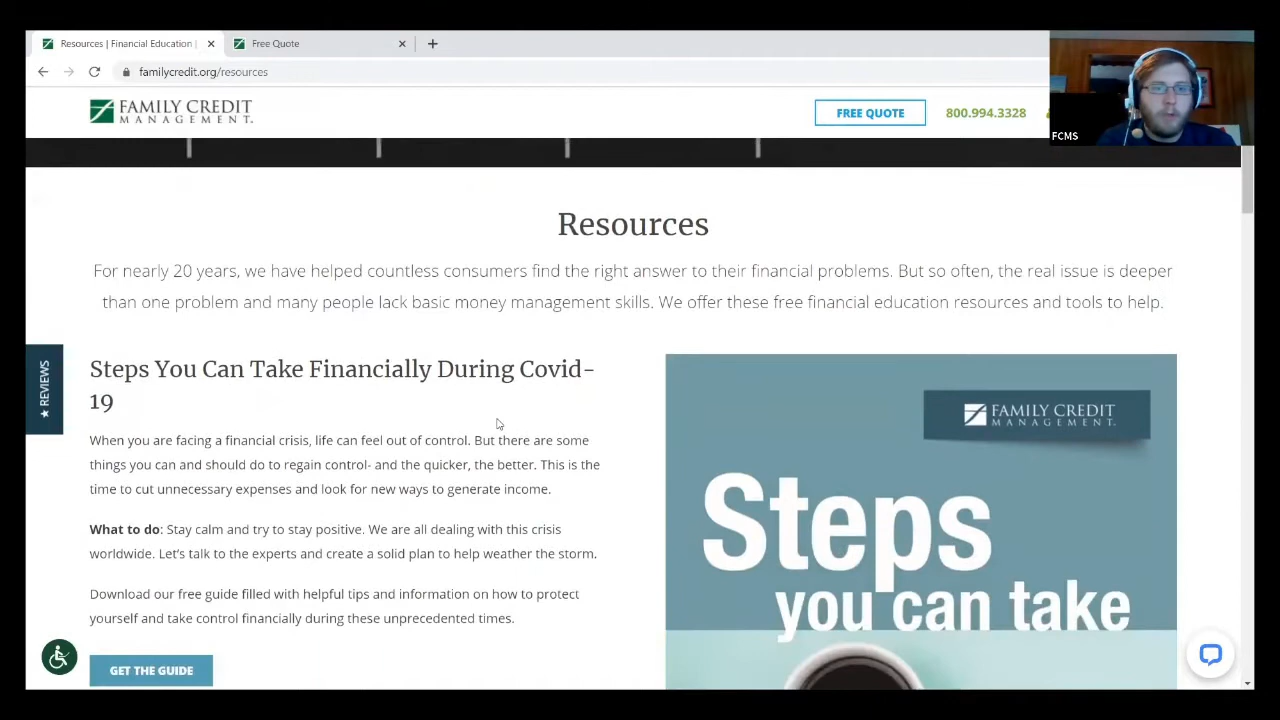 Resources | Financial Education |
Free Quote
familycredit.org/resources
FAMILY CREDIT
MANAGEMENT.
FREE QUOTE
800.994.3328
FCMS
Resources
For nearly 20 years, we have helped countless consumers find the right answer to their financial problems. But so often, the real issue is deeper
than one problem and many people lack basic money management skills. We offer these free financial education resources and tools to help.
★ REVIEWS
Steps You Can Take Financially During Covid-
19
When you are facing a financial crisis, life can feel out of control. But there are some
things you can and should do to regain control- and the quicker, the better. This is the
time to cut unnecessary expenses and look for new ways to generate income.
What to do: Stay calm and try to stay positive. We are all dealing with this crisis
worldwide. Let's talk to the experts and create a solid plan to help weather the storm.
Download our free guide filled with helpful tips and information on how to protect
yourself and take control financially during these unprecedented times.
GET THE GUIDE
FAMILY CREDIT
MANAGEMENT.
Steps
you can take